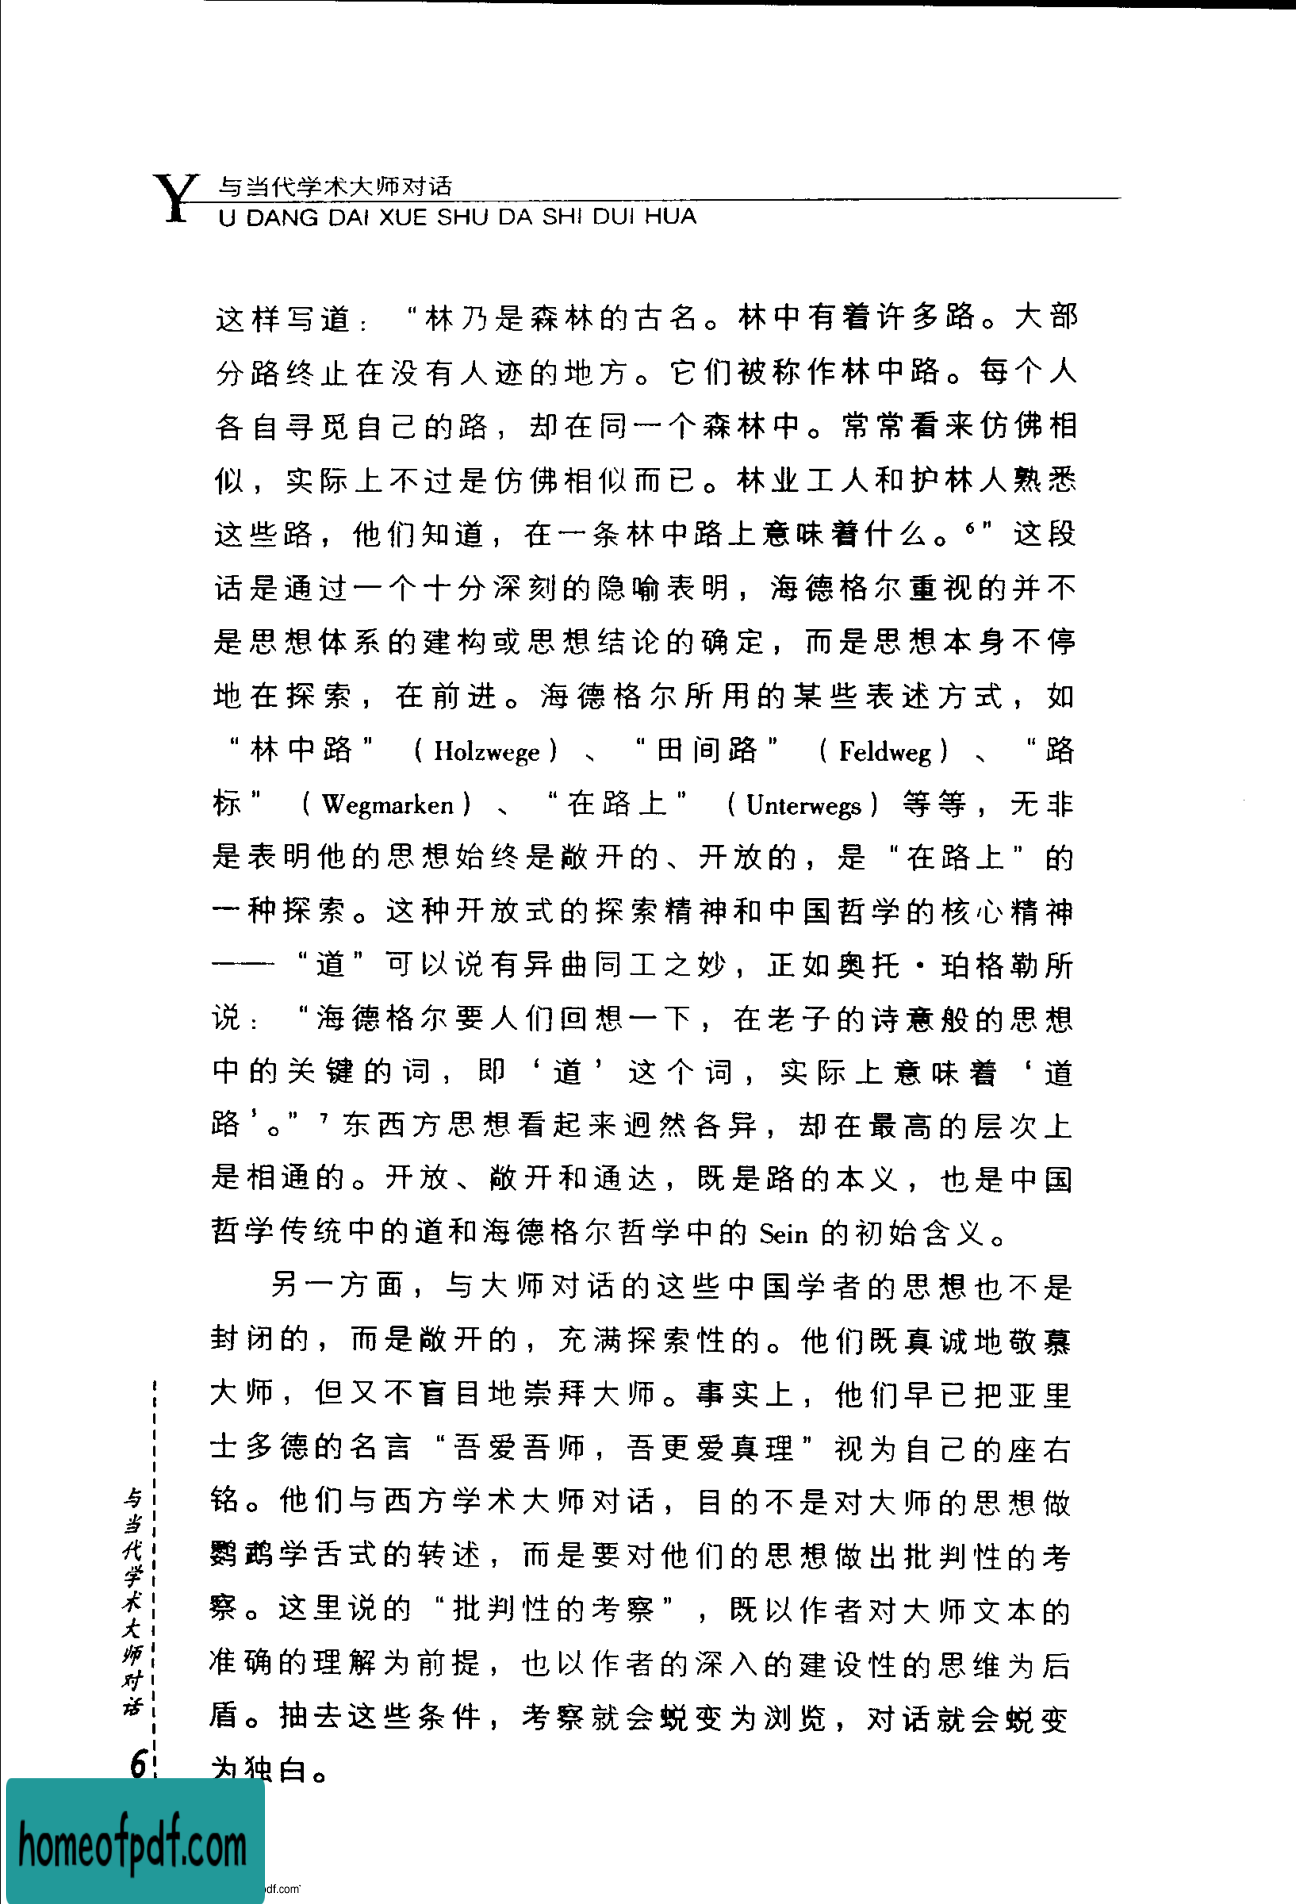 与当代学术大师对话
YU DANG DAI XUE SHU DA SHI DUI HUA
这样写道：“林乃是森林的古名。林中有着许多路。大部
分路终止在没有人迹的地方。它们被称作林中路。每个人
各自寻觅自己的路，却在同一个森林中。常常看来仿佛相
似，实际上不过是仿佛相似而已。林业工人和护林人熟悉
这些路，他们知道，在一条林中路上意味着什么。⁶”这段
话是通过一个十分深刻的隐喻表明，海德格尔重视的并不
是思想体系的建构或思想结论的确定，而是思想本身不停
地在探索，在前进。海德格尔所用的某些表述方式，如
“林中路”（Holzwege）、“田间路”（Feldweg）、“路
标”（Wegmarken）、“在路上”（Unterwegs）等等，无非
是表明他的思想始终是敞开的、开放的，是“在路上”的
一种探索。这种开放式的探索精神和中国哲学的核心精神
——“道”可以说有异曲同工之妙，正如奥托·珀格勒所
说：“海德格尔要人们回想一下，在老子的诗意般的思想
中的关键的词，即‘道’这个词，实际上意味着‘道
路’。”⁷东西方思想看起来迥然各异，却在最高的层次上
是相通的。开放、敞开和通达，既是路的本义，也是中国
哲学传统中的道和海德格尔哲学中的 Sein 的初始含义。
另一方面，与大师对话的这些中国学者的思想也不是
封闭的，而是敞开的，充满探索性的。他们既真诚地敬慕
大师，但又不盲目地崇拜大师。事实上，他们早已把亚里
士多德的名言“吾爱吾师，吾更爱真理”视为自己的座右
铭。他们与西方学术大师对话，目的不是对大师的思想做
鹦鹉学舌式的转述，而是要对他们的思想做出批判性的考
察。这里说的“批判性的考察”，既以作者对大师文本的
准确的理解为前提，也以作者的深入的建设性的思维为后
盾。抽去这些条件，考察就会蜕变为浏览，对话就会蜕变
为独白。
与当代学术大师对话
6
homeofpdf.com
df.com